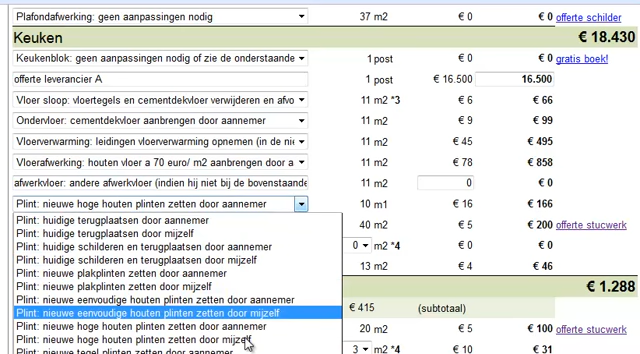 Plafondafwerking: geen aanpassingen nodig 37 m2 € 0 € 0 offerte schilder
Keuken € 18.430
Keukenblok: geen aanpassingen nodig of zie de onderstaande 1 post € 0 € 0 gratis boek!
offerte leverancier A 1 post € 16.500 16.500
Vloer sloop: vloertegels en cementdekvloer verwijderen en afvo 11 m2 *3 € 6 € 66
Ondervloer: cementdekvloer aanbrengen door aannemer 11 m2 € 9 € 99
Vloerverwarming: leidingen vloerverwarming opnemen (in de nie 11 m2 € 45 € 495
Vloerafwerking: houten vloer a 70 euro/ m2 aanbrengen door a 11 m2 € 78 € 858
afwerkvloer: andere afwerkvloer (indien hij niet bij de bovenstaande 11 m2 0 € 0
Plint: nieuwe hoge houten plinten zetten door aannemer 10 m1 € 16 € 166
Plint: huidige terugplaatsen door aannemer 40 m2 € 5 € 200 offerte stucwerk
Plint: huidige terugplaatsen door mijzelf
Plint: huidige schilderen en terugplaatsen door aannemer 0 m2 *4 € 0 € 0
Plint: huidige schilderen en terugplaatsen door mijzelf
Plint: nieuwe plakplinten zetten door aannemer 13 m2 € 4 € 46
Plint: nieuwe plakplinten zetten door mijzelf € 1.288
Plint: nieuwe eenvoudige houten plinten zetten door aannemer
Plint: nieuwe eenvoudige houten plinten zetten door mijzelf € 415 (subtotaal)
Plint: nieuwe hoge houten plinten zetten door aannemer 20 m2 € 5 € 100 offerte stucwerk
Plint: nieuwe hoge houten plinten zetten door mijzelf
Plint: nieuwe tegel plinten zetten door aannemer 3 m2 *4 € 10 € 31